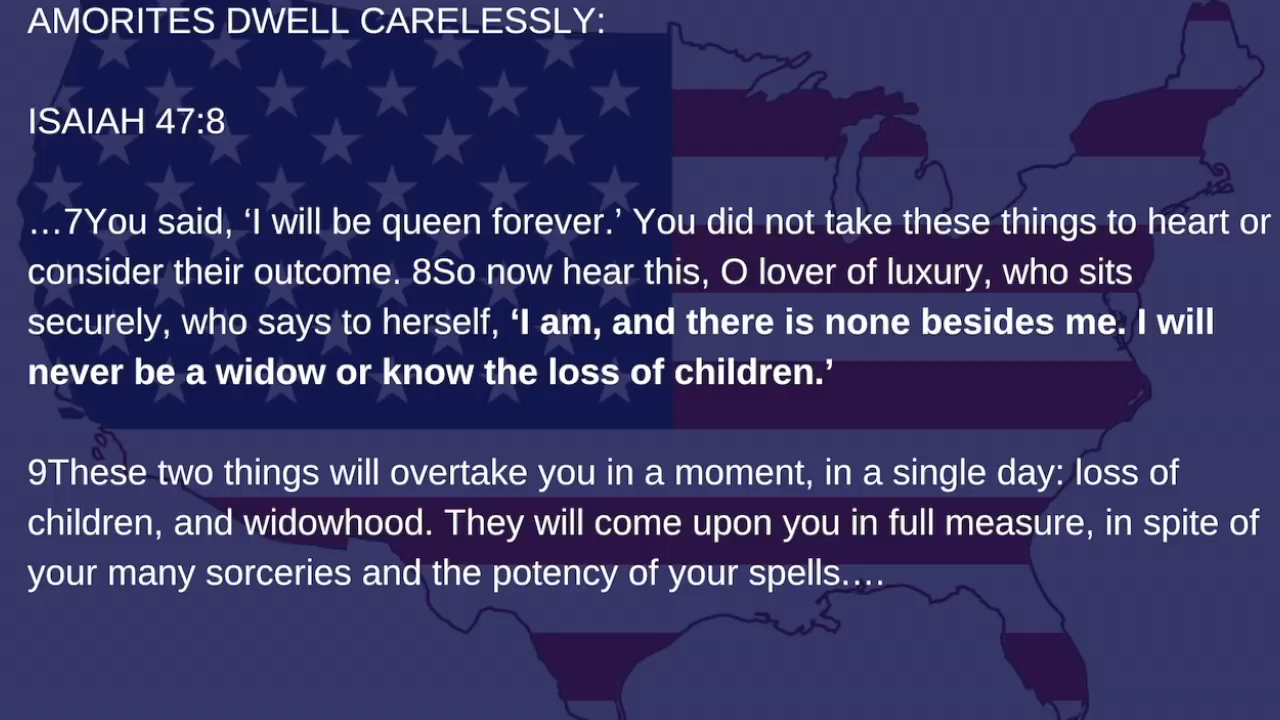 AMORITES DWELL CARELESSLY:
ISAIAH 47:8
…7You said, ‘I will be queen forever.’ You did not take these things to heart or
consider their outcome. 8So now hear this, O lover of luxury, who sits
securely, who says to herself, ‘I am, and there is none besides me. I will
never be a widow or know the loss of children.’
9These two things will overtake you in a moment, in a single day: loss of
children, and widowhood. They will come upon you in full measure, in spite of
your many sorceries and the potency of your spells.…